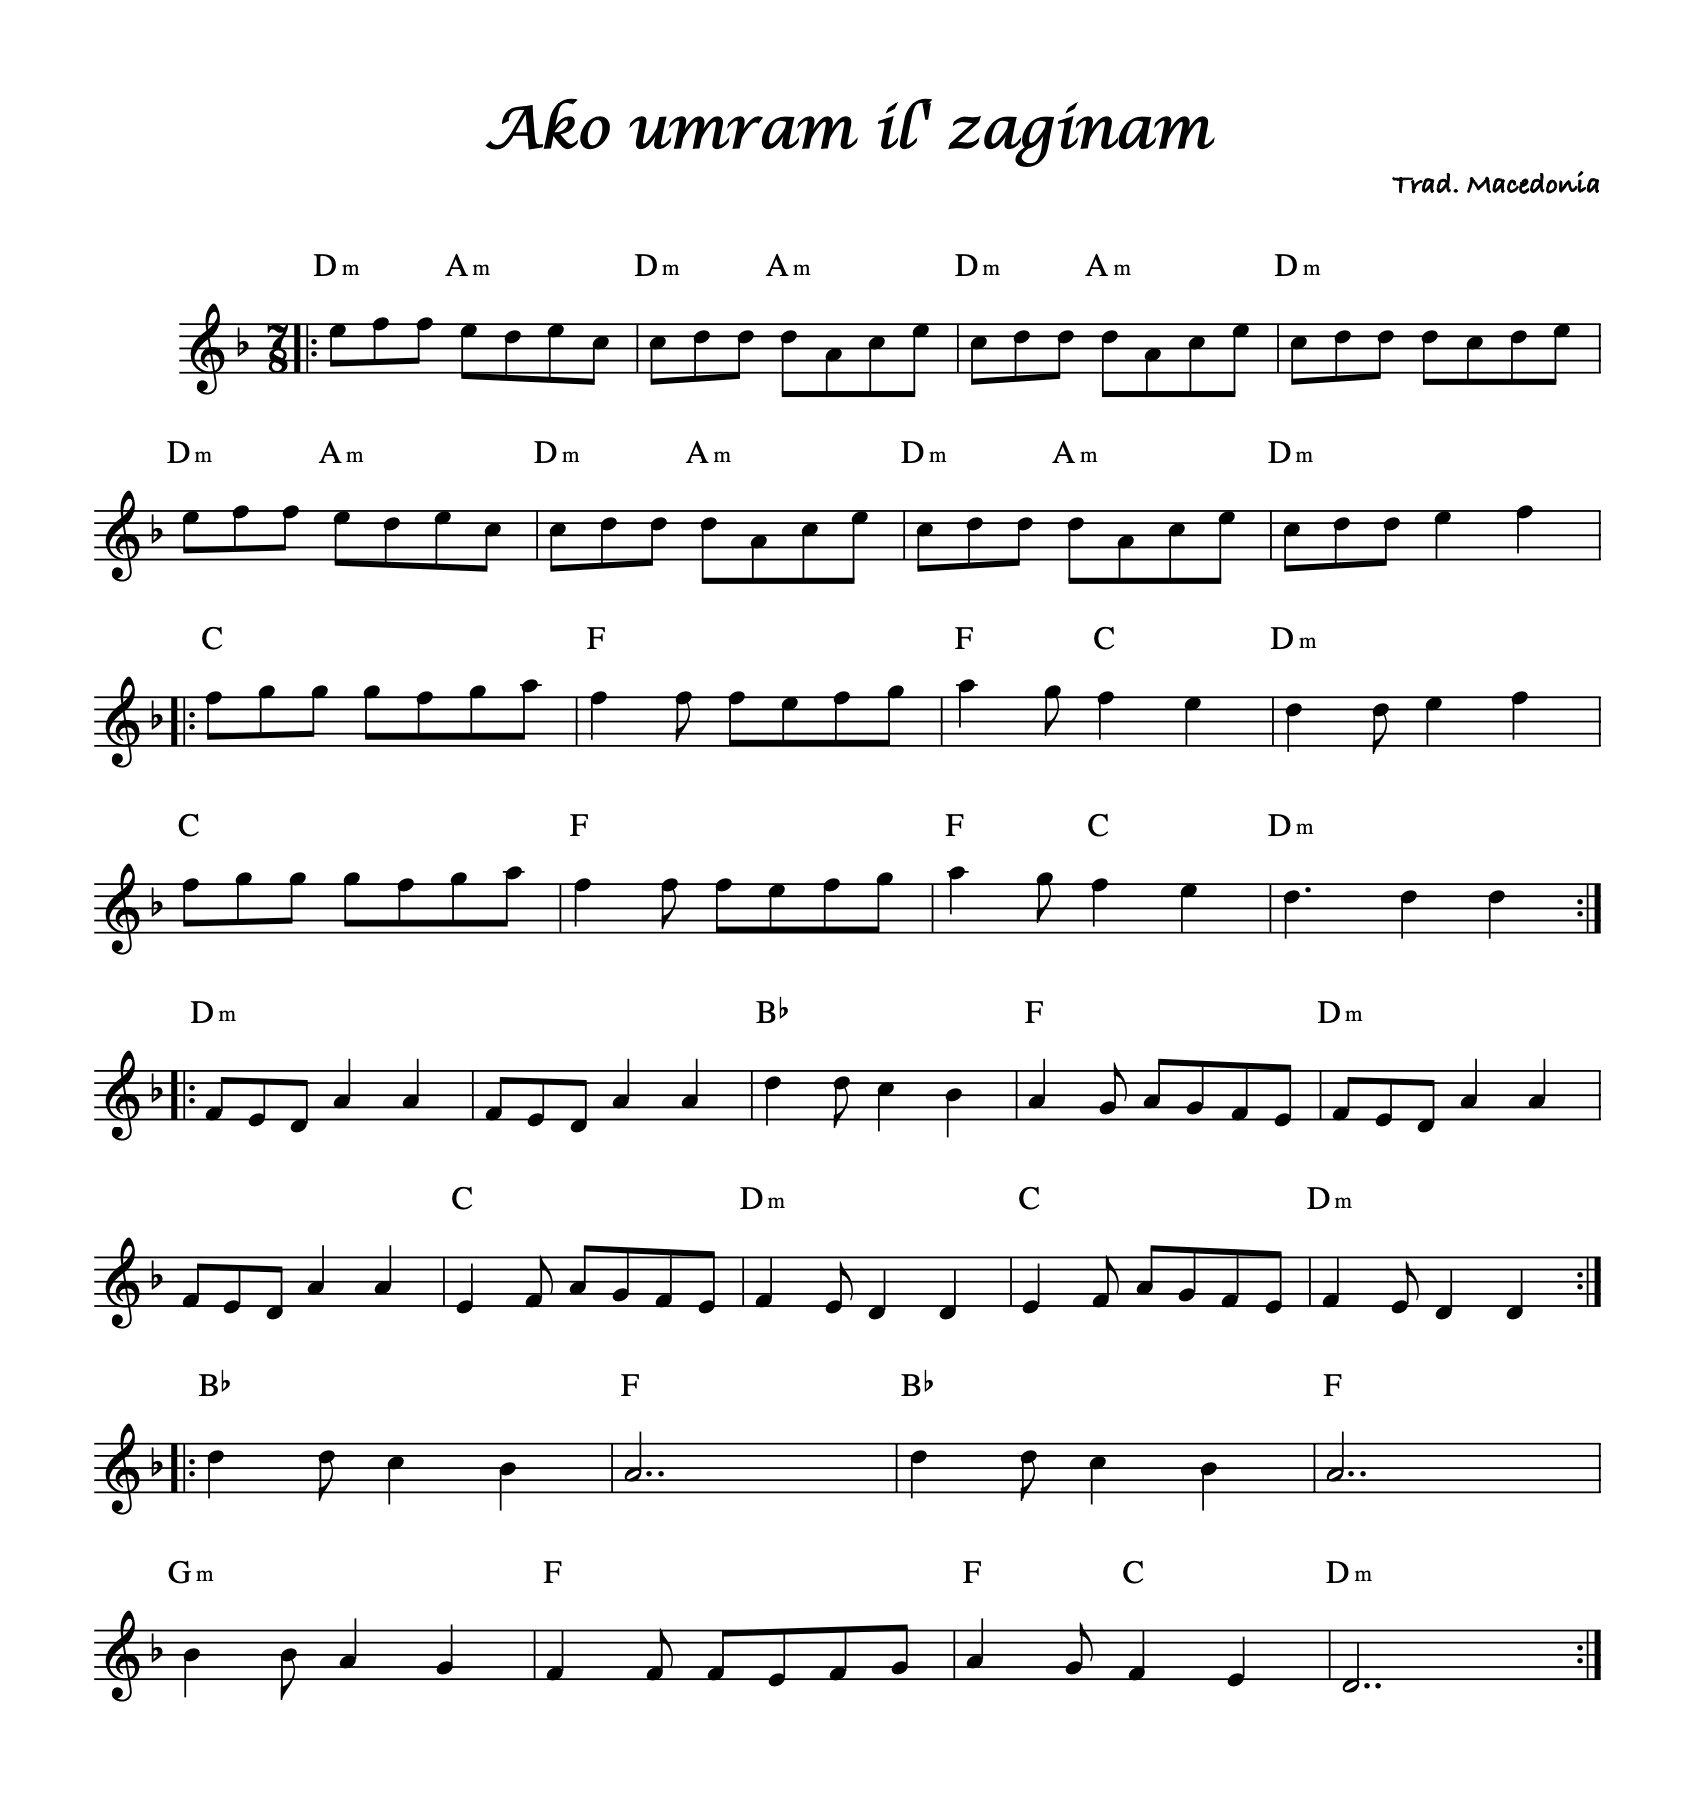 Ako umram il' zaginam
Trad. Macedonia
Dm Am Dm Am Dm Am Dm
7
8
Dm Am Dm Am Dm Am Dm
C F F C Dm
C F F C Dm
Dm B♭ F Dm
C Dm C Dm
B♭ F B♭ F
Gm F F C Dm